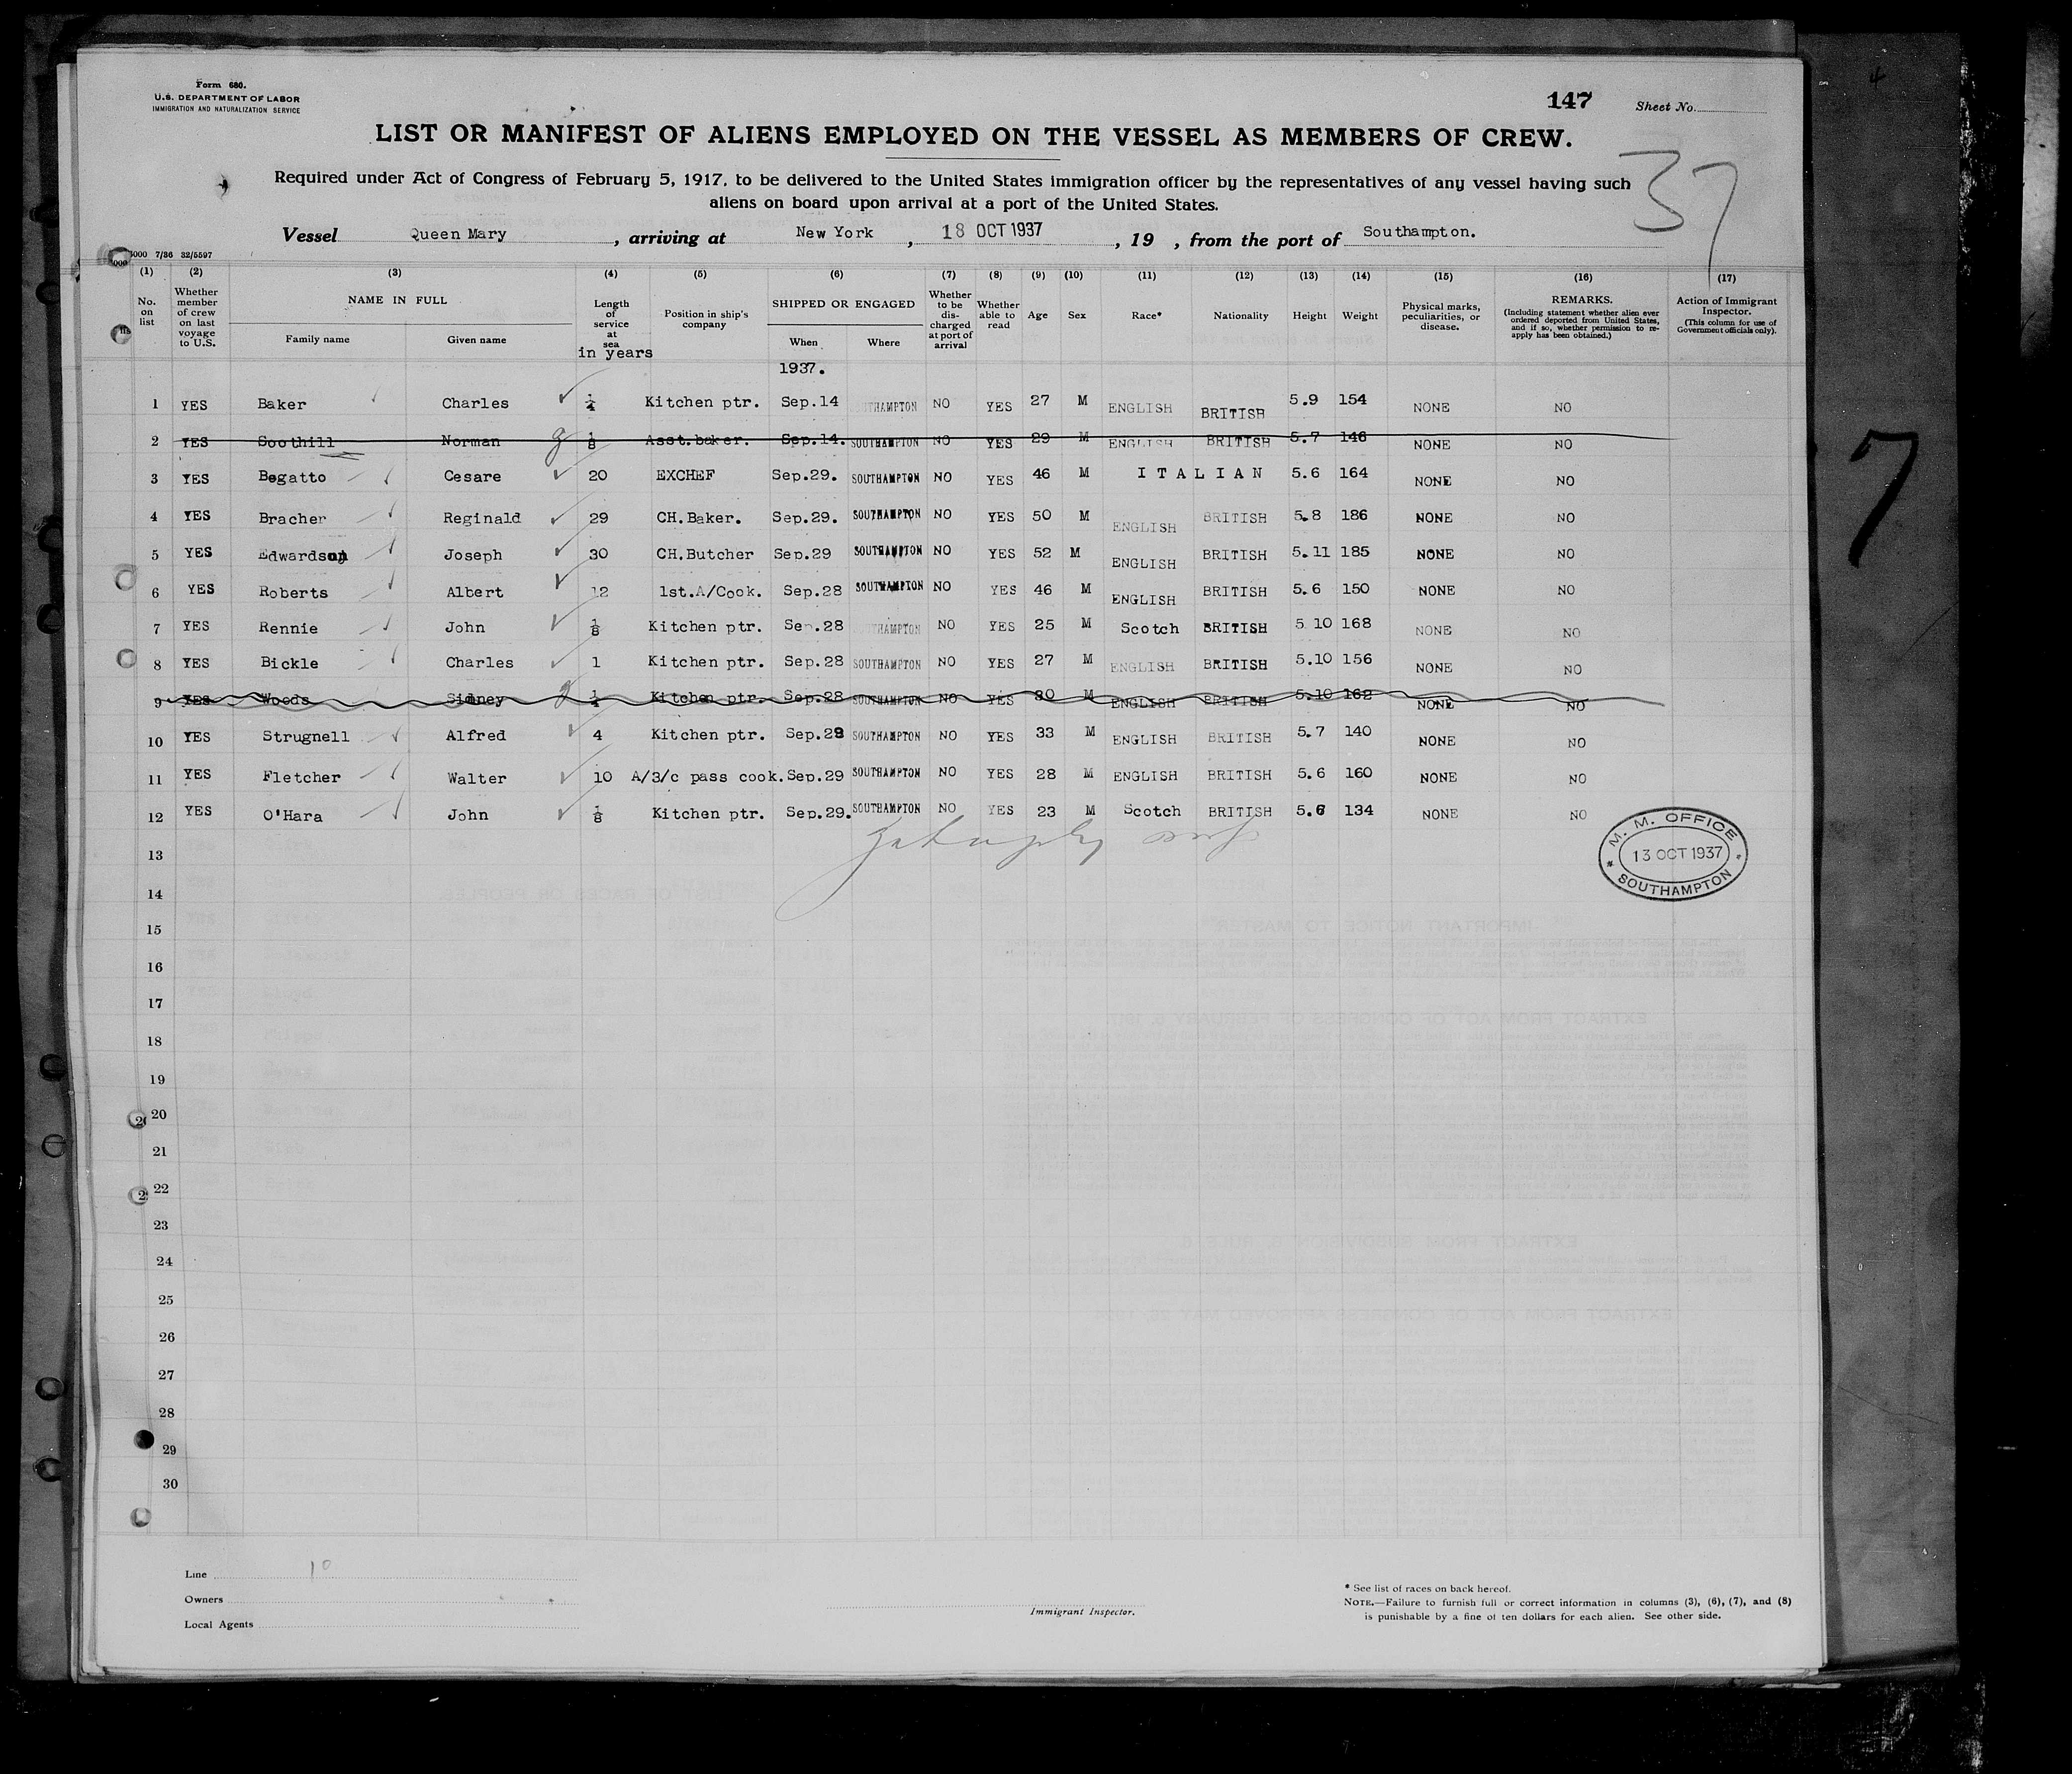 Form 680.
U.S. DEPARTMENT OF LABOR
IMMIGRATION AND NATURALIZATION SERVICE
147 Sheet No.
37
LIST OR MANIFEST OF ALIENS EMPLOYED ON THE VESSEL AS MEMBERS OF CREW.
Required under Act of Congress of February 5, 1917, to be delivered to the United States immigration officer by the representatives of any vessel having such
aliens on board upon arrival at a port of the United States.
Vessel Queen Mary, arriving at New York, 18 OCT 1937, 19 , from the port of Southampton.
7/36 32/5597
(1) (2) (3) (4) (5) (6) (7) (8) (9) (10) (11) (12) (13) (14) (15) (16) (17)
No. on list
Whether member of crew on last voyage to U.S.
NAME IN FULL
Family name Given name
Length of service at sea in years
Position in ship's company
SHIPPED OR ENGAGED
When Where
Whether to be discharged at port of arrival
Whether able to read
Age
Sex
Race*
Nationality
Height
Weight
Physical marks, peculiarities, or disease.
REMARKS.
(Including statement whether alien ever ordered deported from United States, and if so, whether permission to re-apply has been obtained.)
Action of Immigrant Inspector.
(This column for use of Government officials only).
1937.
1 YES Baker Charles 1/4 Kitchen ptr. Sep.14 SOUTHAMPTON NO YES 27 M ENGLISH BRITISH 5.9 154 NONE NO
2 YES Soothill Norman 1/8 Asst.baker. Sep.14. SOUTHAMPTON NO YES 29 M ENGLISH BRITISH 5.7 146 NONE NO
3 YES Begatto Cesare 20 EXCHEF Sep.29. SOUTHAMPTON NO YES 46 M ITALIAN 5.6 164 NONE NO
4 YES Bracher Reginald 29 CH.Baker. Sep.29. SOUTHAMPTON NO YES 50 M ENGLISH BRITISH 5.8 186 NONE NO
5 YES Edwards Joseph 30 CH.Butcher Sep.29 SOUTHAMPTON NO YES 52 M ENGLISH BRITISH 5.11 185 NONE NO
6 YES Roberts Albert 12 1st.A/Cook. Sep.28 SOUTHAMPTON NO YES 46 M ENGLISH BRITISH 5.6 150 NONE NO
7 YES Rennie John 1/8 Kitchen ptr. Sep.28 SOUTHAMPTON NO YES 25 M Scotch BRITISH 5 10 168 NONE NO
8 YES Bickle Charles 1 Kitchen ptr. Sep.28 SOUTHAMPTON NO YES 27 M ENGLISH BRITISH 5.10 156 NONE NO
9 YES Woods Sidney 1/4 Kitchen ptr. Sep.28 SOUTHAMPTON NO YES 30 M ENGLISH BRITISH 5.10 162 NONE NO
10 YES Strugnell Alfred 4 Kitchen ptr. Sep.28 SOUTHAMPTON NO YES 33 M ENGLISH BRITISH 5.7 140 NONE NO
11 YES Fletcher Walter 10 A/3/c pass cook. Sep.29 SOUTHAMPTON NO YES 28 M ENGLISH BRITISH 5.6 160 NONE NO
12 YES O'Hara John 1/8 Kitchen ptr. Sep.29. SOUTHAMPTON NO YES 23 M Scotch BRITISH 5.6 134 NONE NO
M. M. OFFICE
13 OCT 1937
SOUTHAMPTON
13
14
15
16
17
18
19
20
21
22
23
24
25
26
27
28
29
30
7
Line 10
Owners
Local Agents
Immigrant Inspector.
* See list of races on back hereof.
NOTE.—Failure to furnish full or correct information in columns (3), (6), (7), and (8)
is punishable by a fine of ten dollars for each alien. See other side.